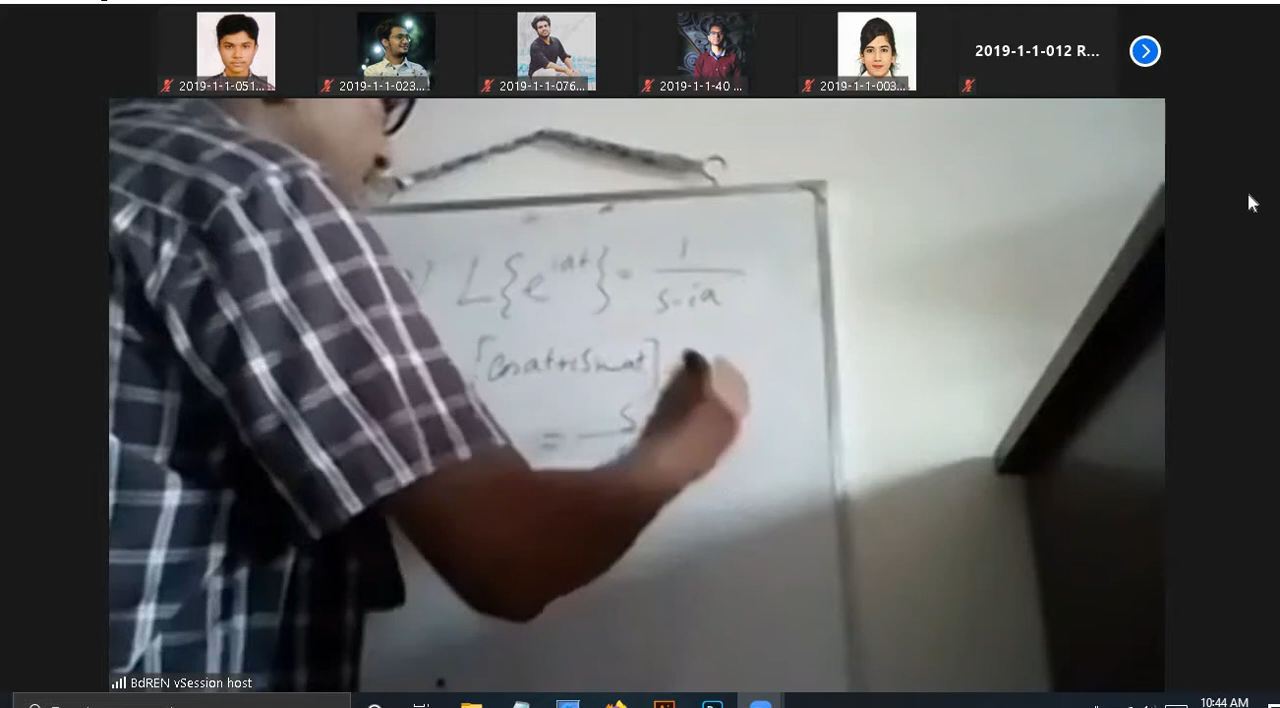 2019-1-1-051...
2019-1-1-023...
2019-1-1-076...
2019-1-1-40 ...
2019-1-1-003...
2019-1-1-012 R...
L{e^iat} = 1/(s-ia)
[Cosat+iSinat]
= S
BdREN vSession host
10:44 AM